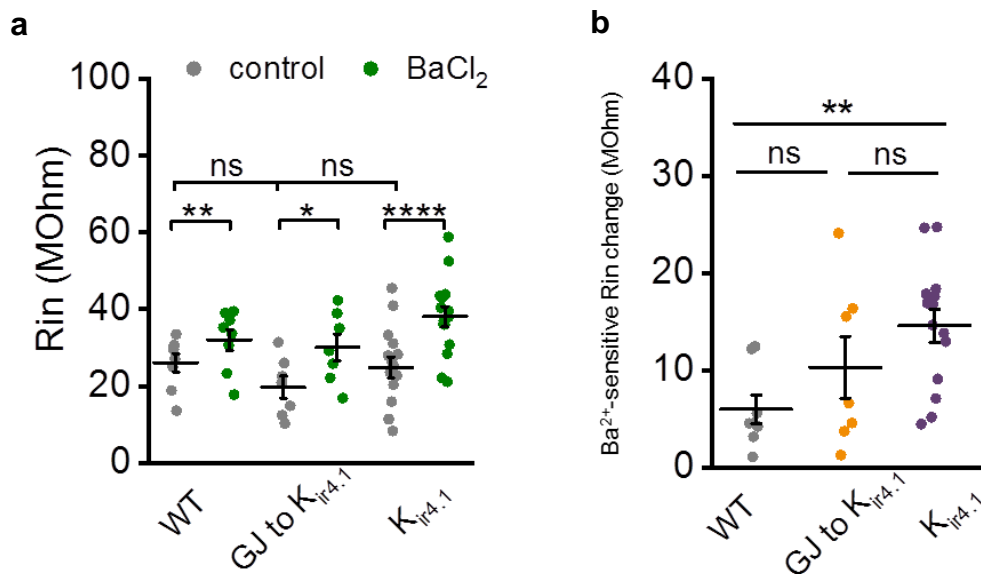 a
control
BaCl₂
Rin (MOhm)
100
80
60
40
20
0
ns
ns
**
*
****
WT
GJ to Kir4.1
Kir4.1
b
Ba²⁺-sensitive Rin change (MOhm)
40
30
20
10
0
**
ns
ns
WT
GJ to Kir4.1
Kir4.1